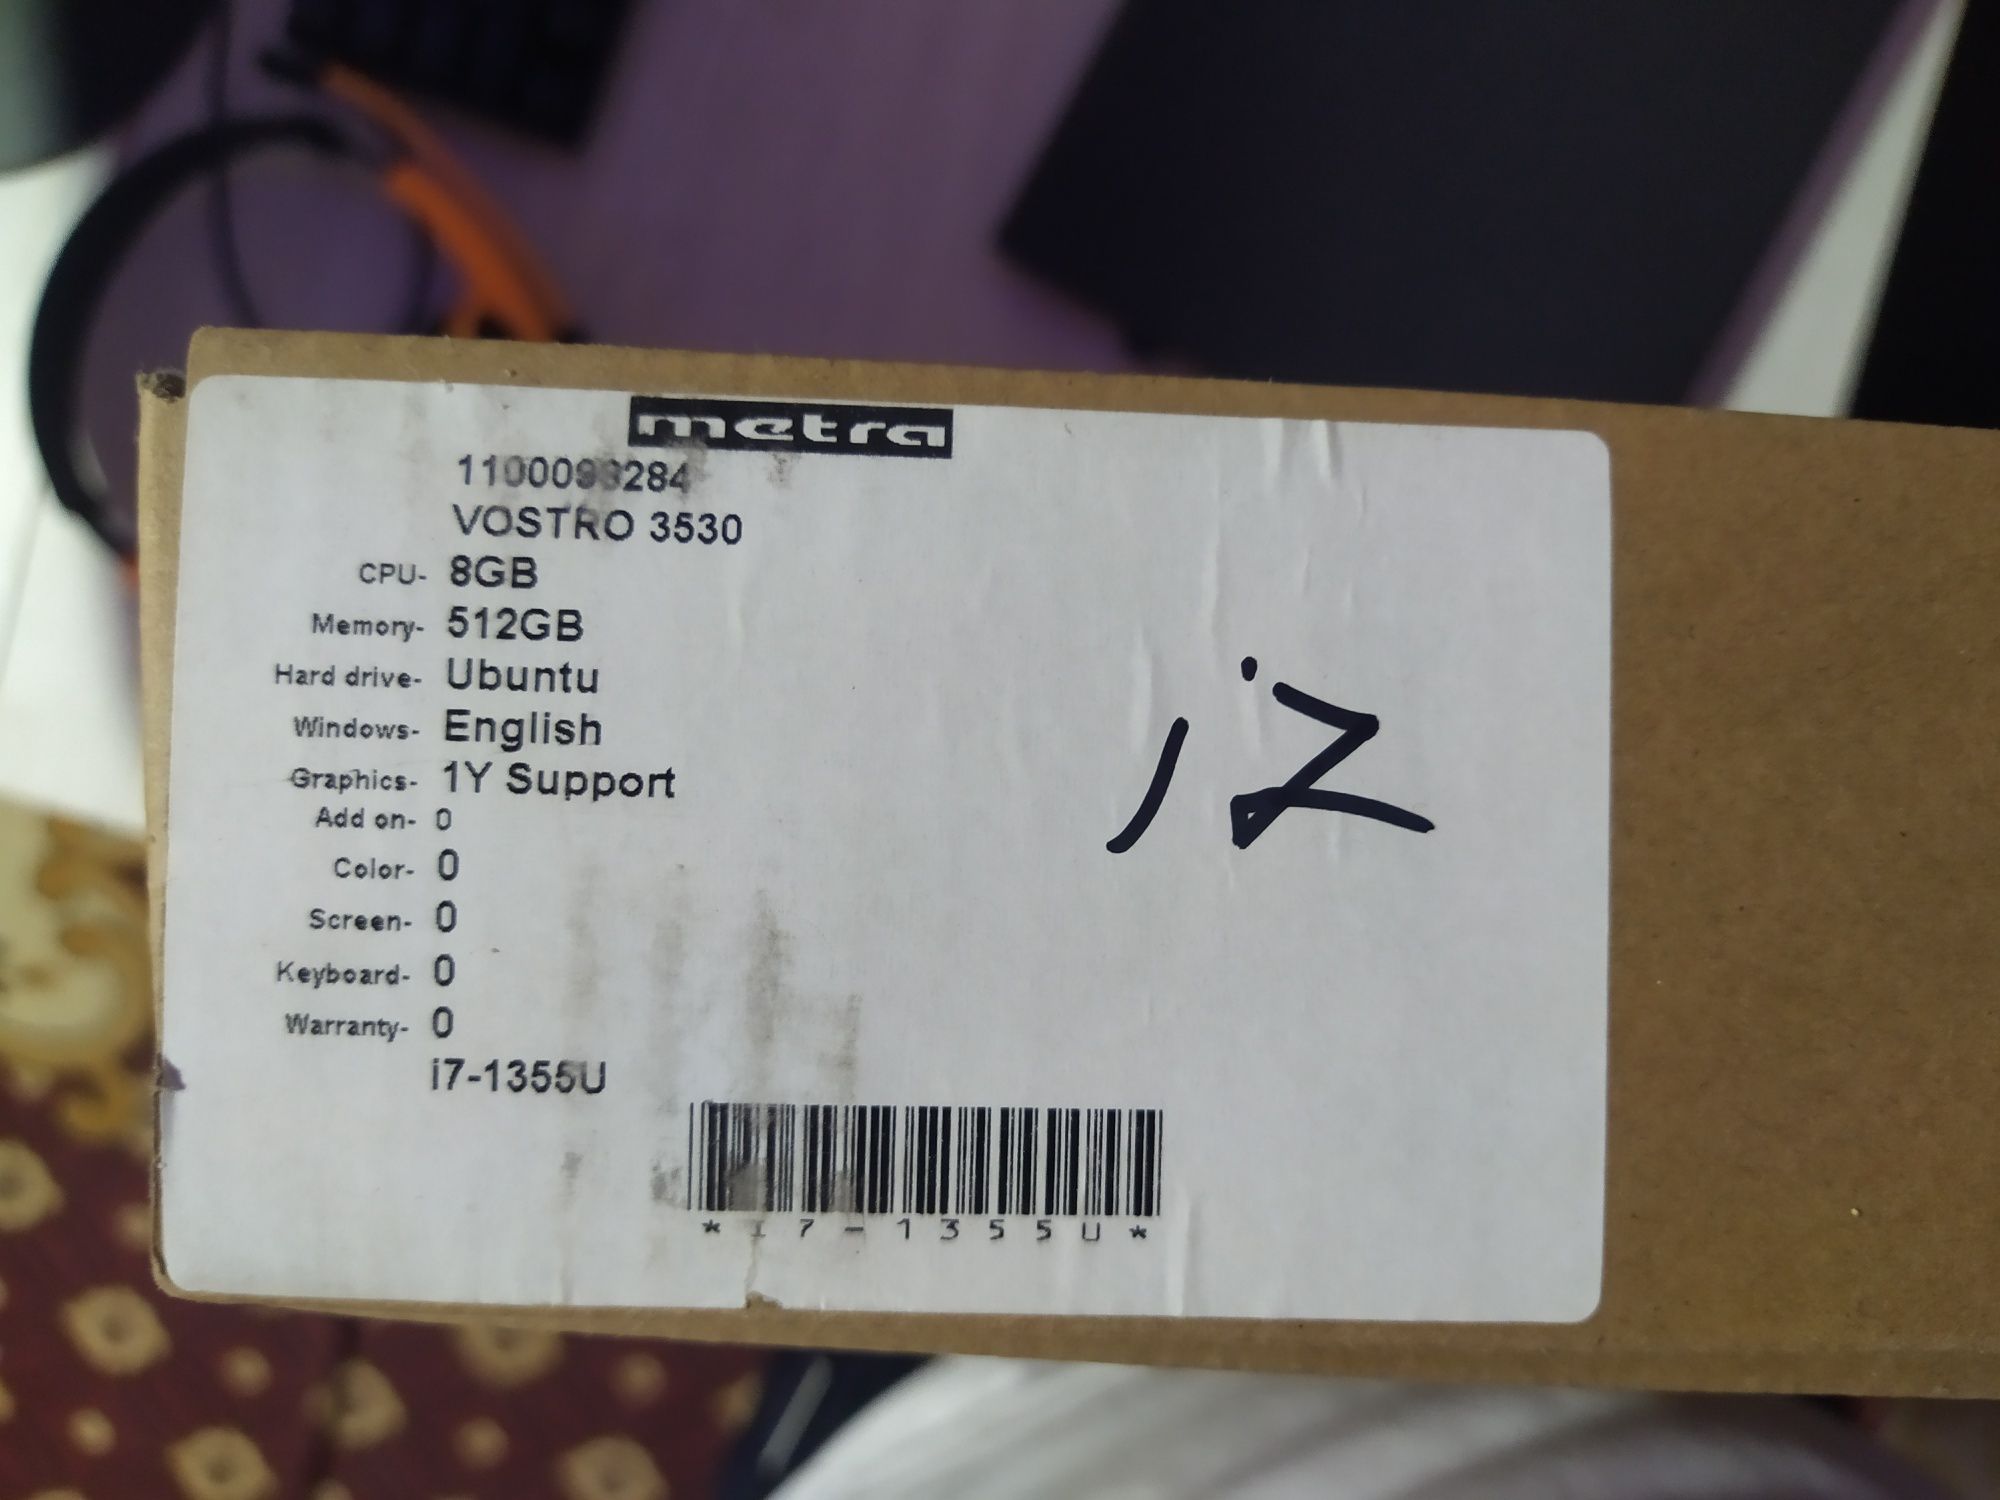 metra
1100093284
VOSTRO 3530
CPU- 8GB
Memory- 512GB
Hard drive- Ubuntu
Windows- English
Graphics- 1Y Support
Add on- 0
Color- 0
Screen- 0
Keyboard- 0
Warranty- 0
i7-1355U
*i7-1355U*
i7